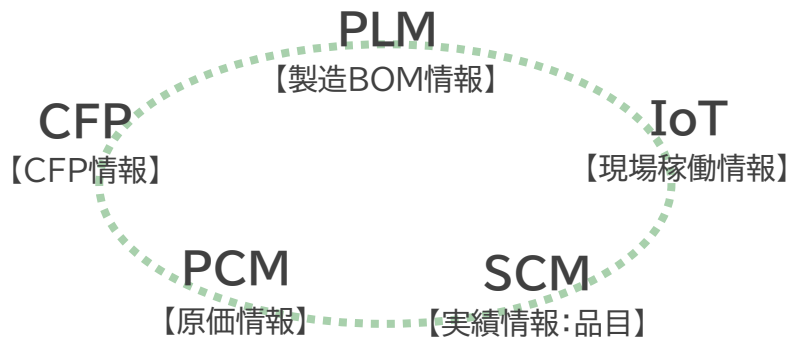 PLM
【製造BOM情報】
CFP
【CFP情報】
IoT
【現場稼働情報】
PCM
【原価情報】
SCM
【実績情報:品目】